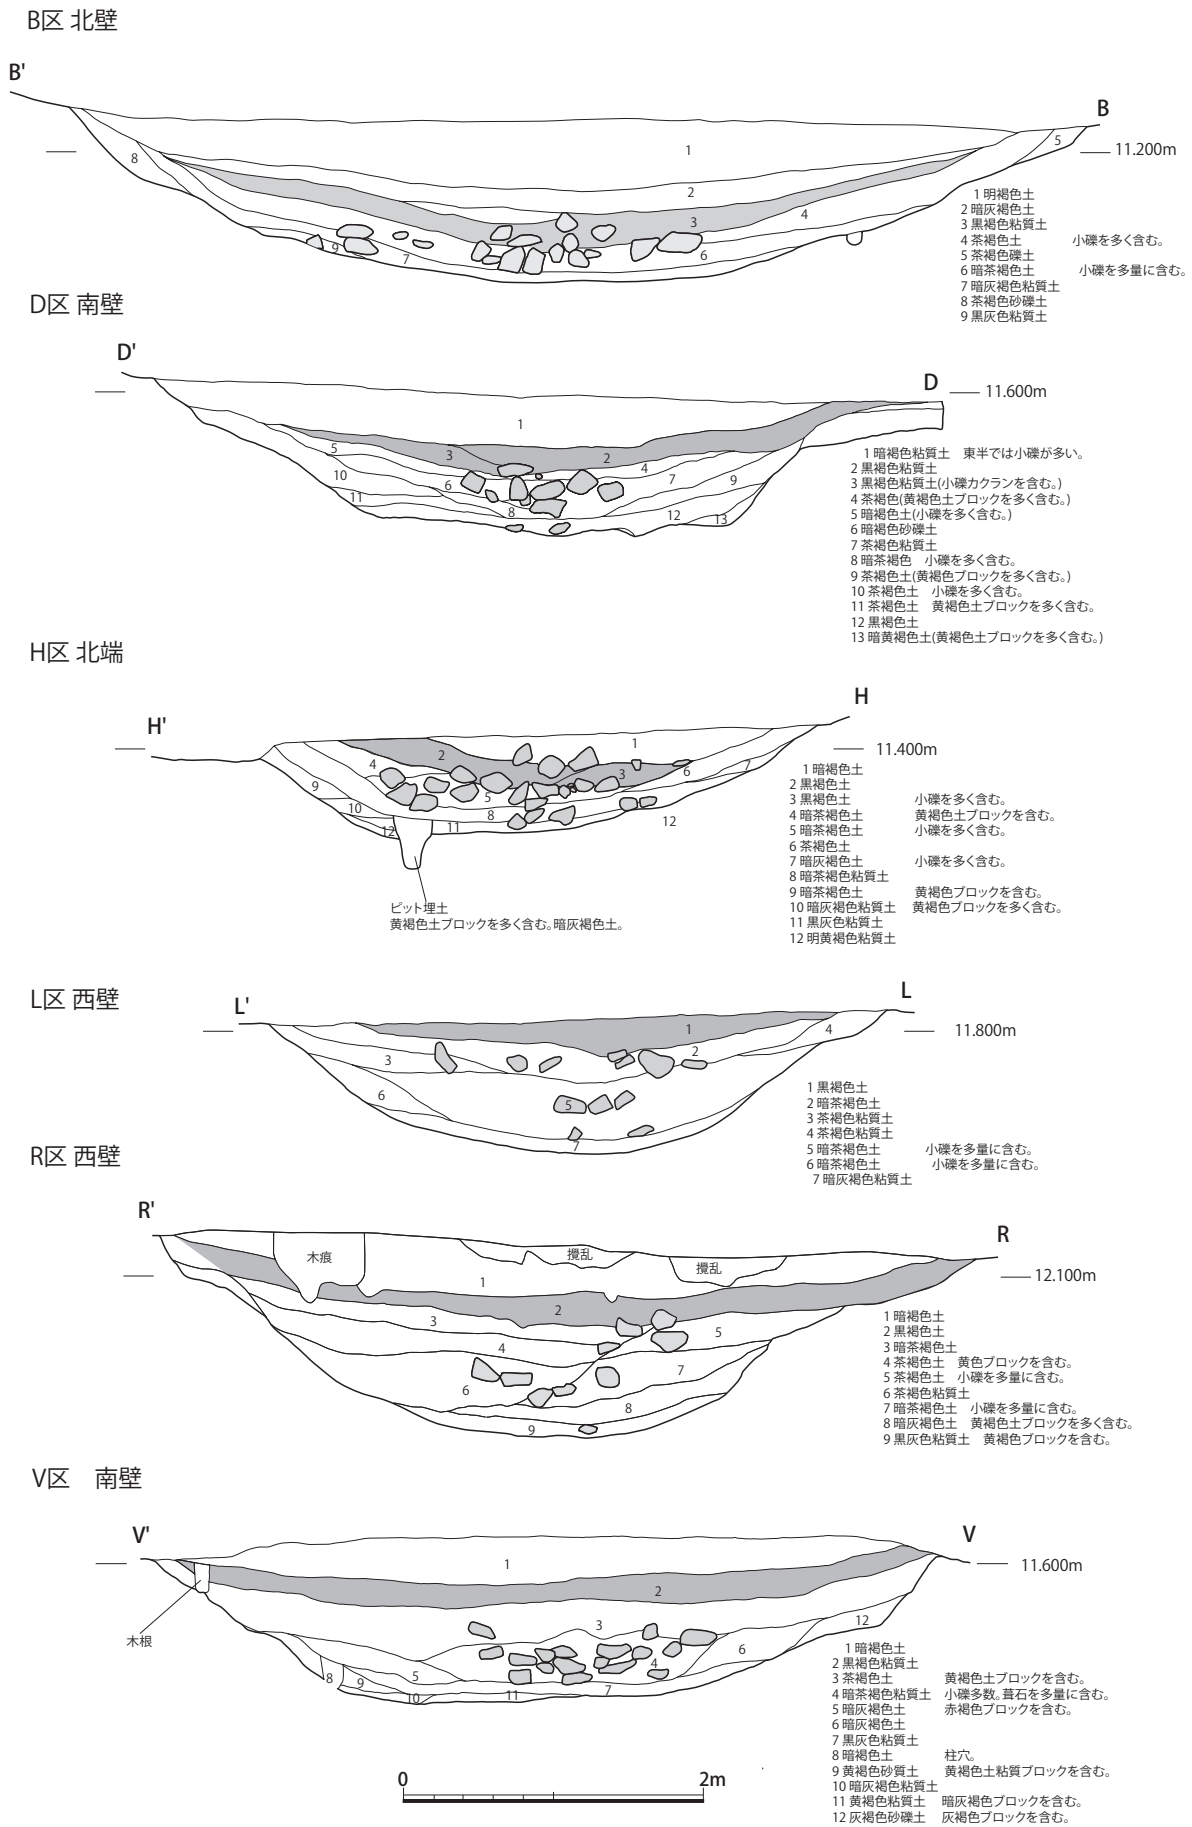 B区 北壁
B'
B
11.200m
1
2
3
4
5
6
7
8
9
1 明褐色土
2 暗灰褐色土
3 黒褐色粘質土
4 茶褐色土 小礫を多く含む。
5 茶褐色礫土
6 暗茶褐色土 小礫を多量に含む。
7 暗灰褐色粘質土
8 茶褐色砂礫土
9 黒灰色粘質土
D区 南壁
D'
D
11.600m
1
2
3
4
5
6
7
8
9
10
11
12
13
1 暗褐色粘質土 東半では小礫が多い。
2 黒褐色粘質土
3 黒褐色粘質土(小礫カクランを含む。)
4 茶褐色(黄褐色土ブロックを多く含む。)
5 暗褐色土(小礫を多く含む。)
6 暗褐色砂礫土
7 茶褐色粘質土
8 暗茶褐色 小礫を多く含む。
9 茶褐色土(黄褐色ブロックを多く含む。)
10 茶褐色土 小礫を多く含む。
11 茶褐色土 黄褐色土ブロックを多く含む。
12 黒褐色土
13 暗黄褐色土(黄褐色土ブロックを多く含む。)
H区 北端
H'
H
11.400m
1
2
3
4
5
6
7
8
9
10
11
12
12
ピット埋土
黄褐色土ブロックを多く含む。暗灰褐色土。
1 暗褐色土
2 黒褐色土
3 黒褐色土 小礫を多く含む。
4 暗茶褐色土 黄褐色土ブロックを含む。
5 暗茶褐色土 小礫を多く含む。
6 茶褐色土
7 暗灰褐色土 小礫を多く含む。
8 暗茶褐色粘質土
9 暗茶褐色土 黄褐色ブロックを含む。
10 暗灰褐色粘質土 黄褐色ブロックを多く含む。
11 黒灰色粘質土
12 明黄褐色粘質土
L区 西壁
L'
L
11.800m
1
2
3
4
5
6
7
1 黒褐色土
2 暗茶褐色土
3 茶褐色粘質土
4 茶褐色粘質土
5 暗茶褐色土 小礫を多量に含む。
6 暗茶褐色土 小礫を多量に含む。
7 暗灰褐色粘質土
R区 西壁
R'
R
12.100m
木痕
攪乱
攪乱
1
2
3
4
5
6
7
8
9
1 暗褐色土
2 黒褐色土
3 暗茶褐色土
4 茶褐色土 黄色ブロックを含む。
5 茶褐色土 小礫を多量に含む。
6 茶褐色粘質土
7 暗茶褐色土 小礫を多量に含む。
8 暗灰褐色土 黄褐色土ブロックを多く含む。
9 黒灰色粘質土 黄褐色ブロックを含む。
V区 南壁
V'
V
11.600m
木根
1
2
3
4
5
6
7
8
9
10
11
12
1 暗褐色土
2 黒褐色粘質土
3 茶褐色土 黄褐色土ブロックを含む。
4 暗茶褐色粘質土 小礫多数。葺石を多量に含む。
5 暗灰褐色土 赤褐色ブロックを含む。
6 暗灰褐色土
7 黒灰色粘質土
8 暗褐色土 柱穴。
9 黄褐色砂質土 黄褐色土粘質ブロックを含む。
10 暗灰褐色粘質土
11 黄褐色粘質土 暗灰褐色ブロックを含む。
12 灰褐色砂礫土 灰褐色ブロックを含む。
0 2m